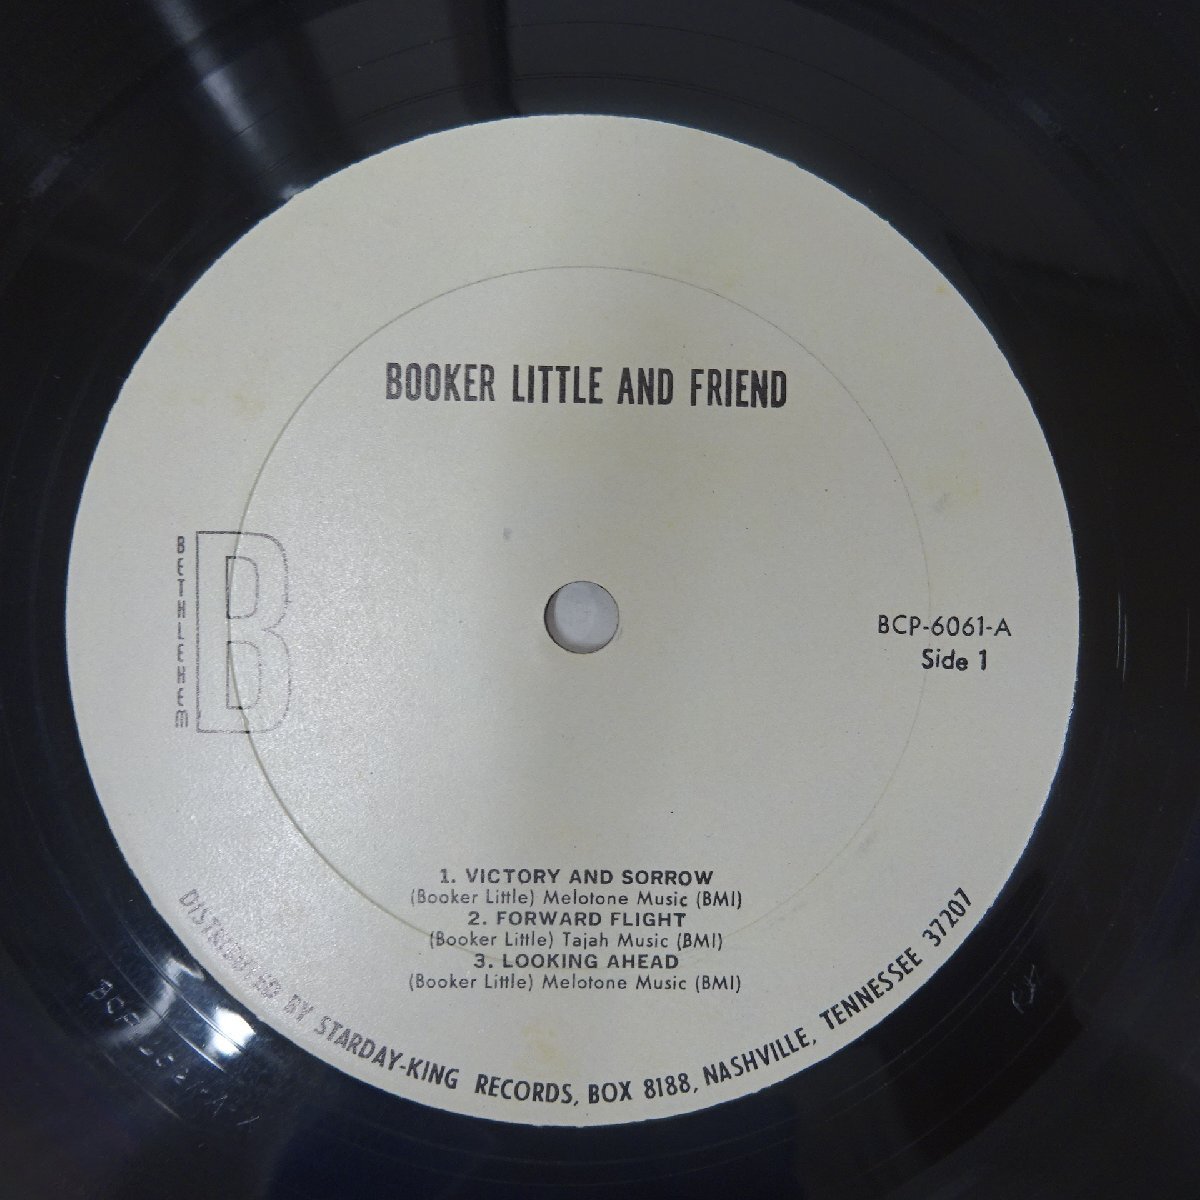 BOOKER LITTLE AND FRIEND
BETHLEHEM
B
BCP-6061-A
Side 1
1. VICTORY AND SORROW
(Booker Little) Melotone Music (BMI)
2. FORWARD FLIGHT
(Booker Little) Tajah Music (BMI)
3. LOOKING AHEAD
(Booker Little) Melotone Music (BMI)
DISTRIBUTED BY STARDAY-KING RECORDS, BOX 8188, NASHVILLE, TENNESSEE 37207